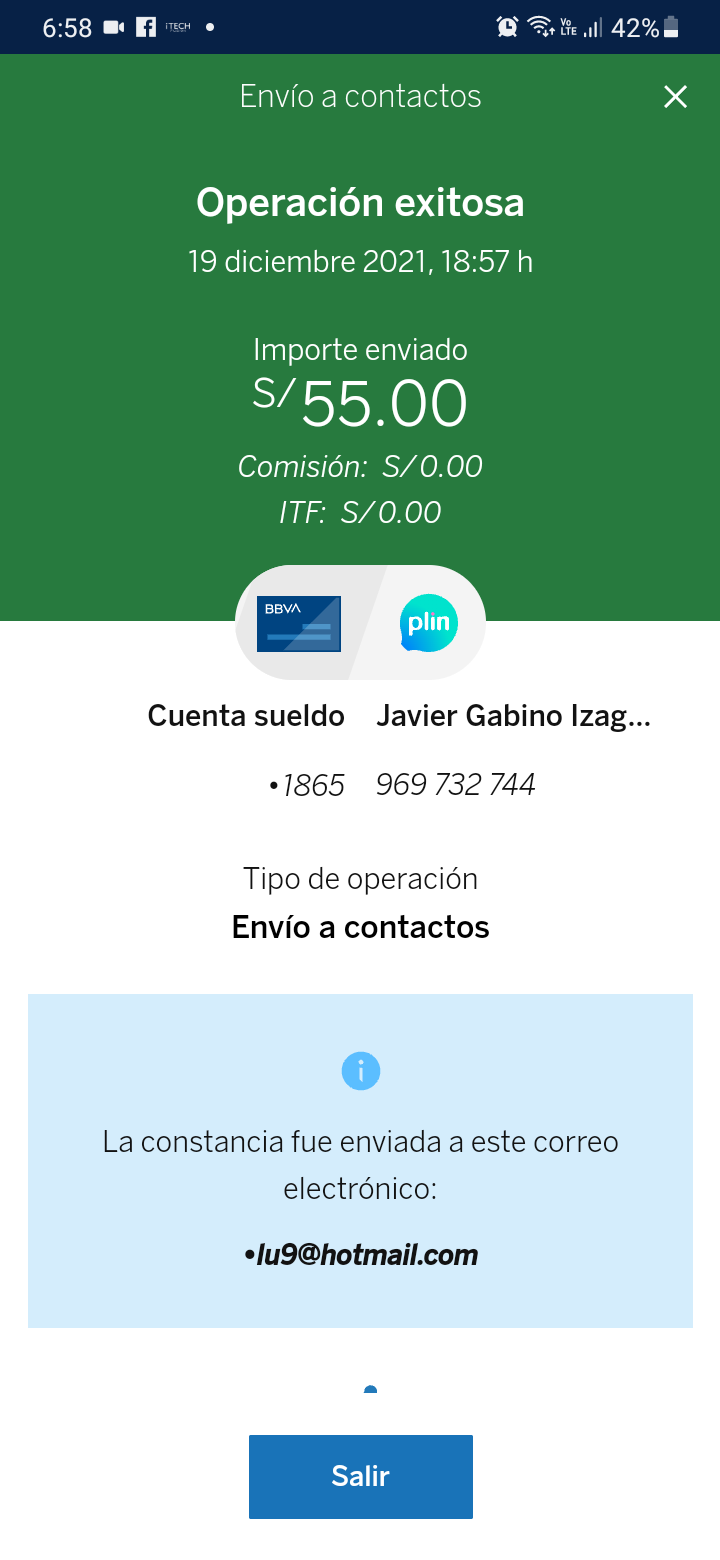 6:58 iTECH Vo LTE 42%
Envío a contactos
Operación exitosa
19 diciembre 2021, 18:57 h
Importe enviado
S/ 55.00
Comisión: S/ 0.00
ITF: S/ 0.00
BBVA plin
Cuenta sueldo Javier Gabino Izag...
•1865 969 732 744
Tipo de operación
Envío a contactos
La constancia fue enviada a este correo
electrónico:
•lu9@hotmail.com
Salir